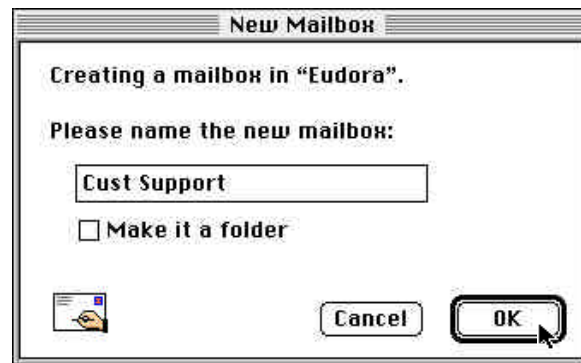 New Mailbox
Creating a mailbox in “Eudora”.
Please name the new mailbox:
Cust Support
Make it a folder
Cancel OK